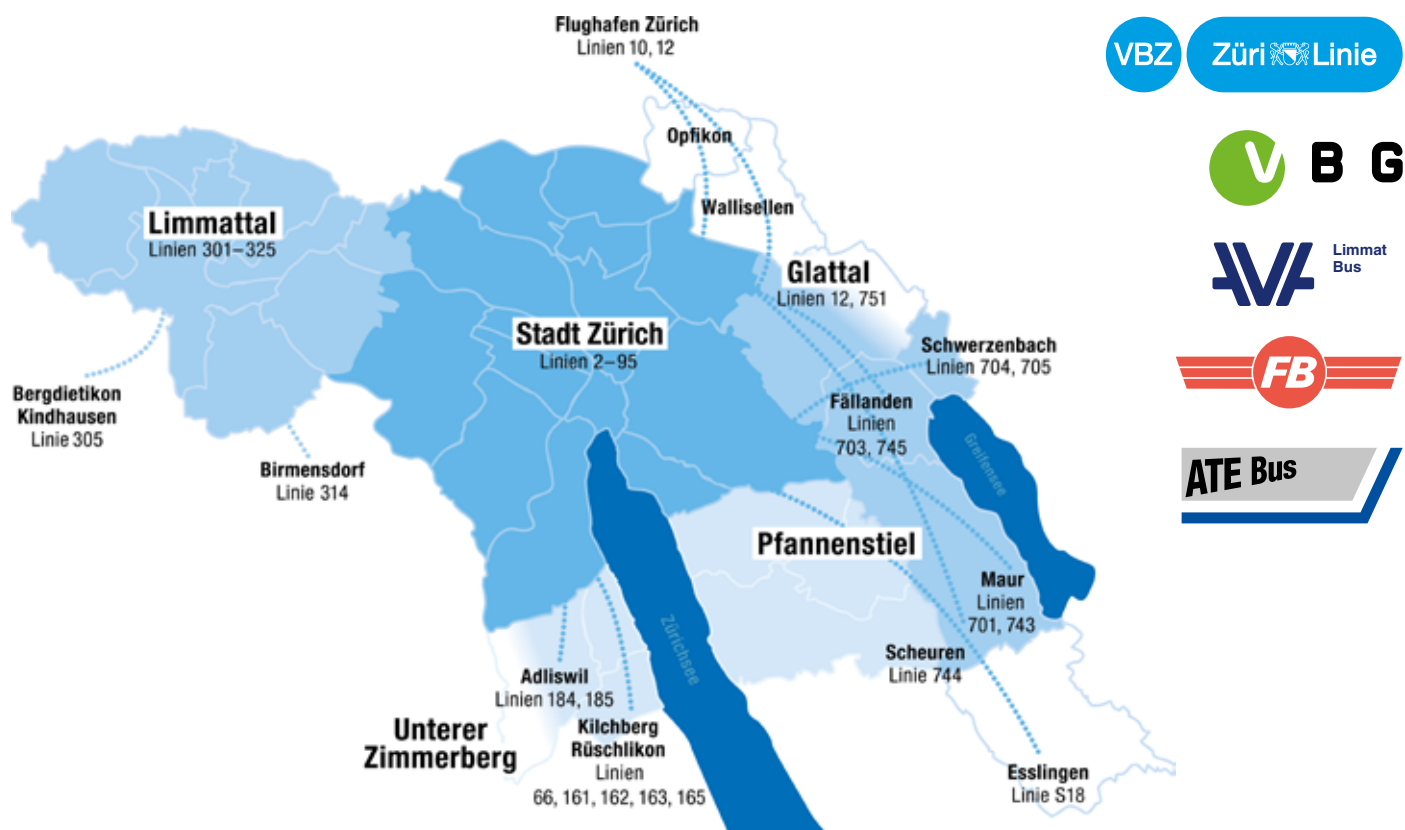 Flughafen Zürich
Linien 10, 12
VBZ Züri Linie
Opfikon
V B G
Wallisellen
Limmattal
Linien 301–325
Limmat
Bus
Glattal
Linien 12, 751
Stadt Zürich
Linien 2–95
Schwerzenbach
Linien 704, 705
FB
Bergdietikon
Kindhausen
Linie 305
Fällanden
Linien
703, 745
Greifensee
Birmensdorf
Linie 314
ATE Bus
Pfannenstiel
Maur
Linien
701, 743
Zürichsee
Scheuren
Linie 744
Adliswil
Linien 184, 185
Unterer
Zimmerberg
Kilchberg
Rüschlikon
Linien
66, 161, 162, 163, 165
Esslingen
Linie S18